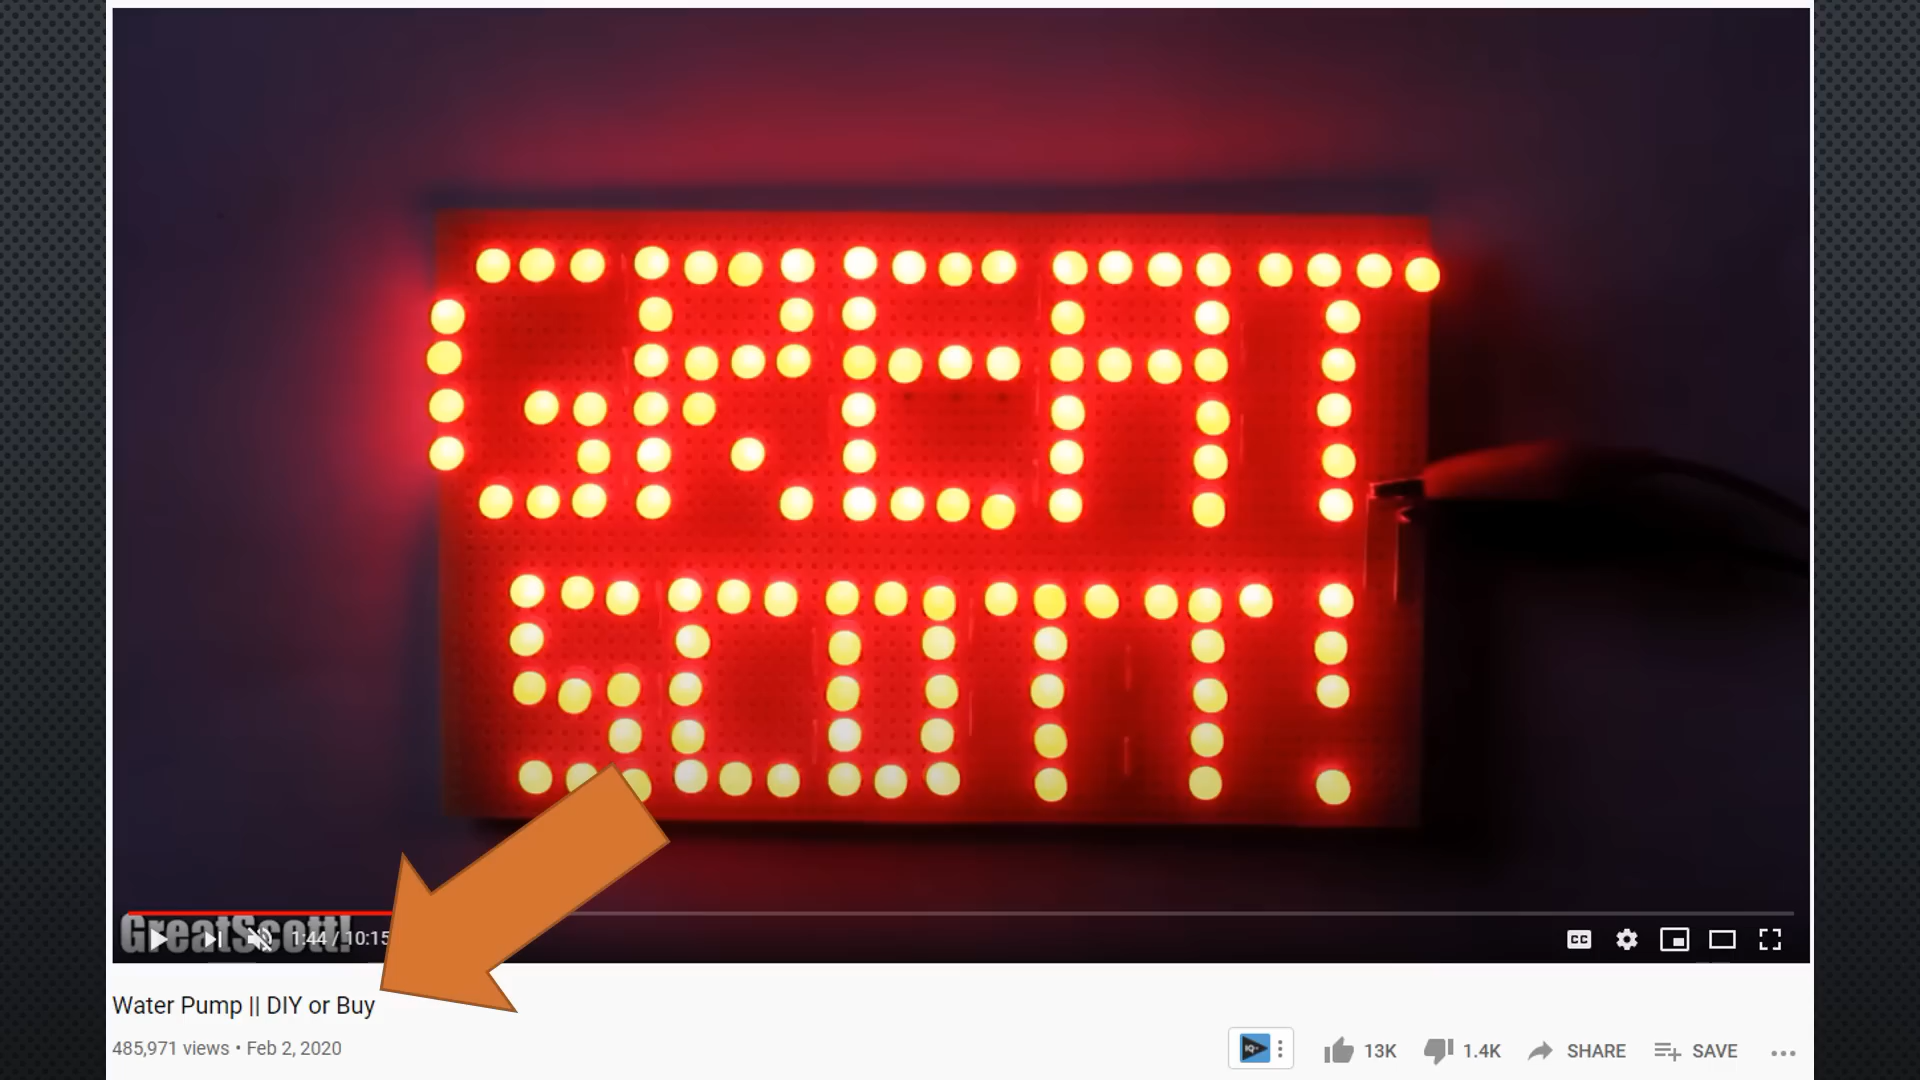 GREAT
SCOTT!
GreatScott!
1:44 / 10:15
CC
Water Pump || DIY or Buy
485,971 views • Feb 2, 2020
IQ
13K
1.4K
SHARE
SAVE